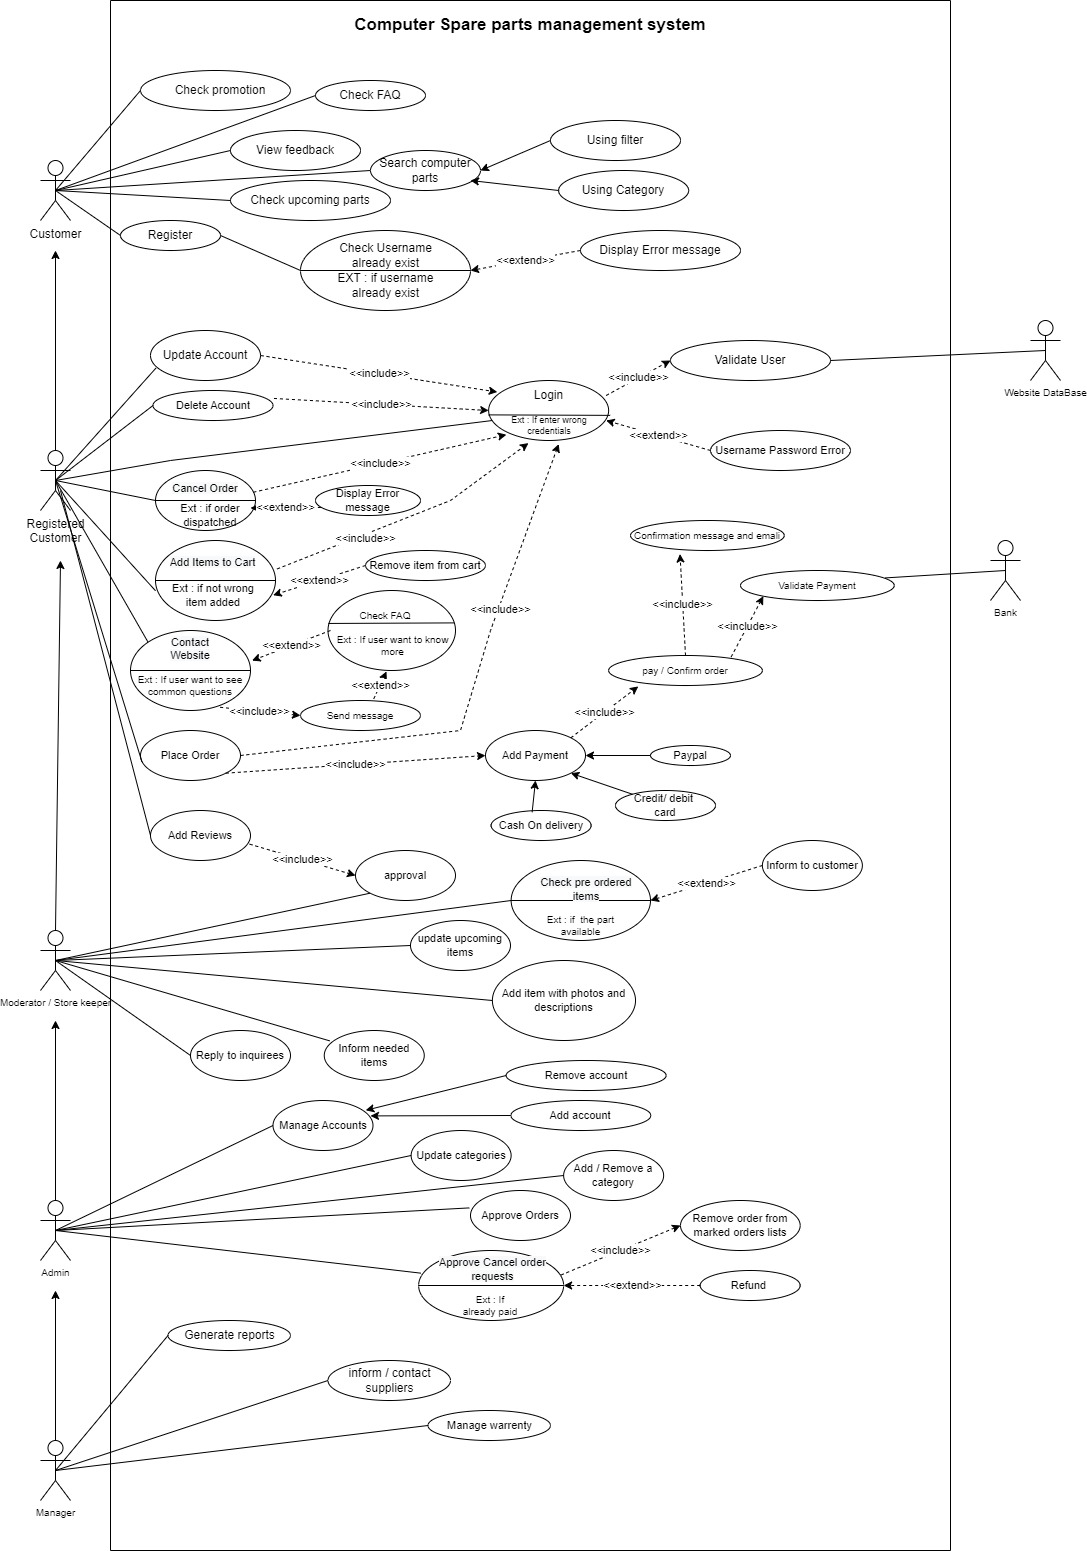 Computer Spare parts management system
Check promotion
Check FAQ
View feedback
Using filter
Search computer
parts
Using Category
Check upcoming parts
Customer
Register
Check Username
already exist
EXT : if username
already exist
<<extend>>
Display Error message
Update Account
<<include>>
Validate User
Website DataBase
<<include>>
Delete Account
<<include>>
Login
Ext : If enter wrong
credentials
<<extend>>
Username Password Error
Cancel Order
Ext : if order
dispatched
<<include>>
<<extend>>
Display Error
message
Registered
Customer
<<include>>
Add Items to Cart
Ext : if not wrong
item added
Remove item from cart
<<extend>>
Confirmation message and emali
Validate Payment
Bank
<<include>>
<<include>>
<<include>>
Check FAQ
Ext : If user want to know
more
<<extend>>
Contact
Website
Ext : If user want to see
common questions
<<extend>>
<<include>>
Send message
pay / Confirm order
<<include>>
Place Order
<<include>>
Add Payment
Paypal
Credit/ debit
card
Cash On delivery
Add Reviews
<<include>>
approval
Check pre ordered
items
Ext : if  the part
available
<<extend>>
Inform to customer
update upcoming
items
Add item with photos and
descriptions
Moderator / Store keeper
Reply to inquirees
Inform needed
items
Remove account
Add account
Manage Accounts
Update categories
Add / Remove a
category
Approve Orders
Remove order from
marked orders lists
<<include>>
Approve Cancel order
requests
Ext : If
already paid
<<extend>>
Refund
Admin
Generate reports
inform / contact
suppliers
Manage warrenty
Manager